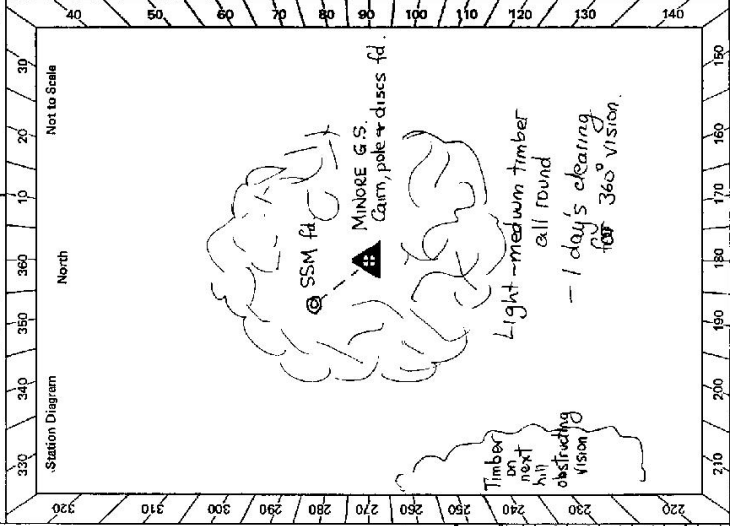 330 340 350 360 10 20 30
Station Diagram North Not to Scale
320
310
300
290
280
270
260
250
240
230
220
40
50
60
70
80
90
100
110
120
130
140
SSM fd.
MINORE G.S.
Cairn, pole & discs fd.
Light-medium timber
all round
- 1 day's clearing
for 360° vision.
Timber
on
next
hill
obstructing
vision
210 200 190 180 170 160 150